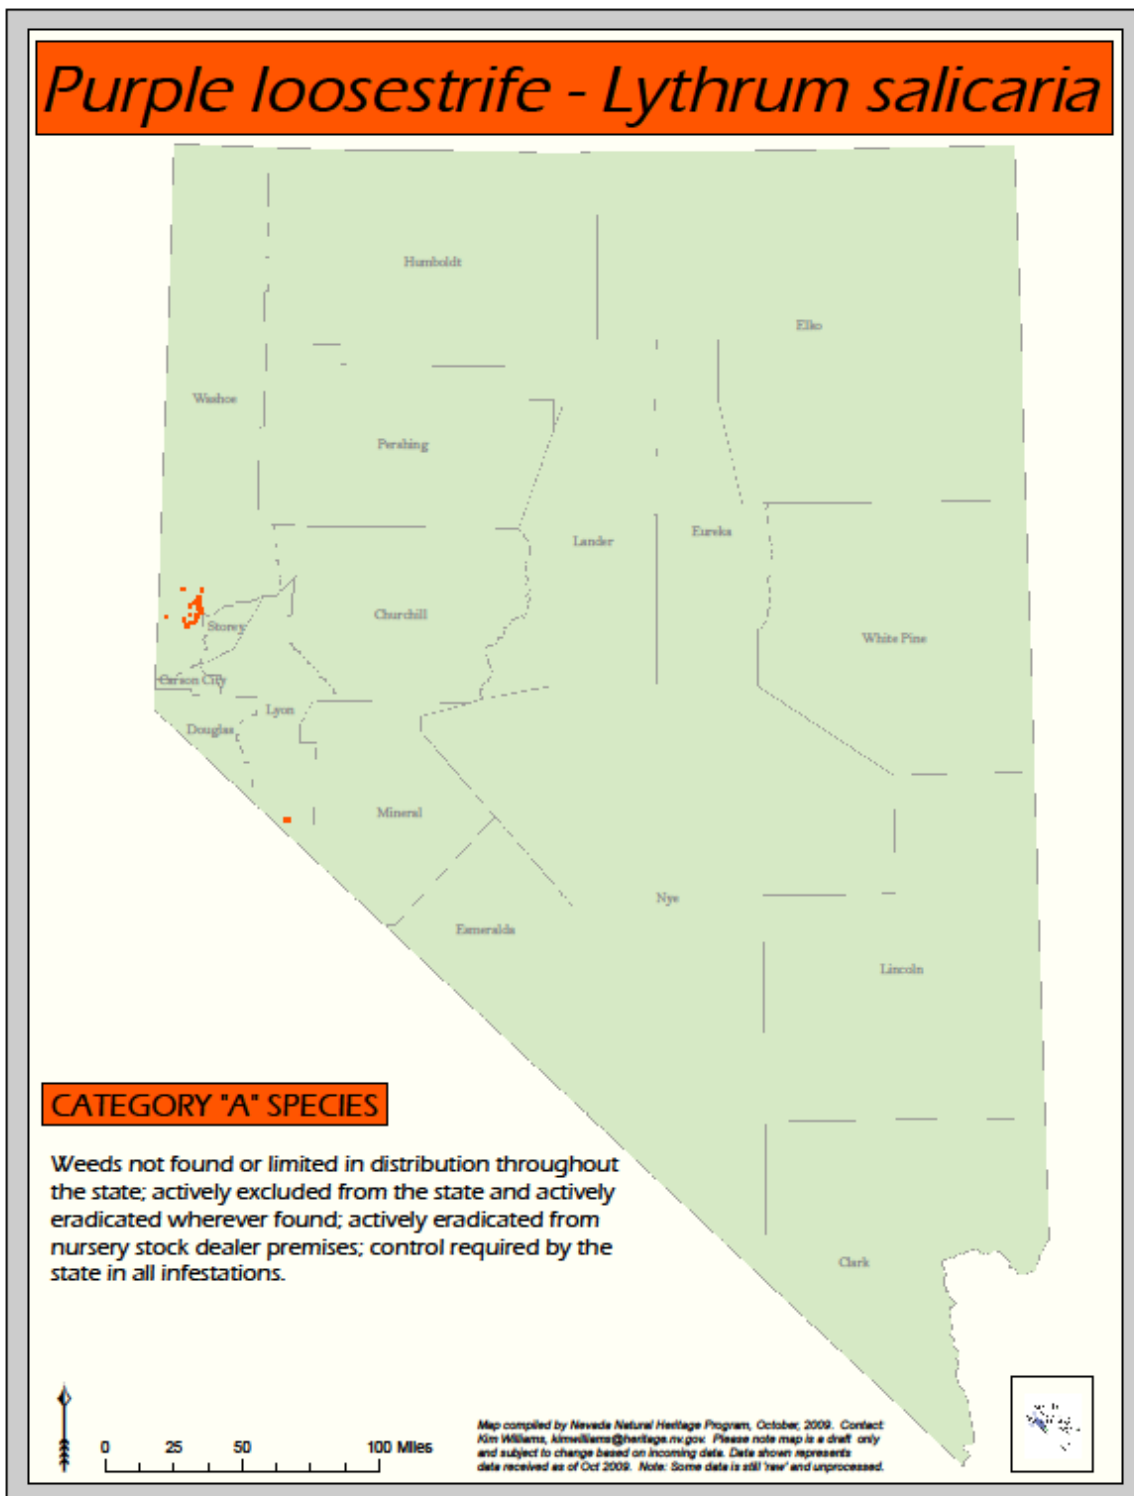 Purple loosestrife - Lythrum salicaria
Humboldt
Elko
Washoe
Pershing
Lander
Eureka
Churchill
Storey
White Pine
Carson City
Lyon
Douglas
Mineral
Nye
Esmeralda
Lincoln
CATEGORY "A" SPECIES
Weeds not found or limited in distribution throughout
the state; actively excluded from the state and actively
eradicated wherever found; actively eradicated from
nursery stock dealer premises; control required by the
state in all infestations.
Clark
0 25 50 100 Miles
Map compiled by Nevada Natural Heritage Program, October, 2009. Contact
Kim Williams, kimwilliams@heritage.nv.gov. Please note map is a draft only
and subject to change based on incoming data. Data shown represents
data received as of Oct 2009. Note: Some data is still 'raw' and unprocessed.